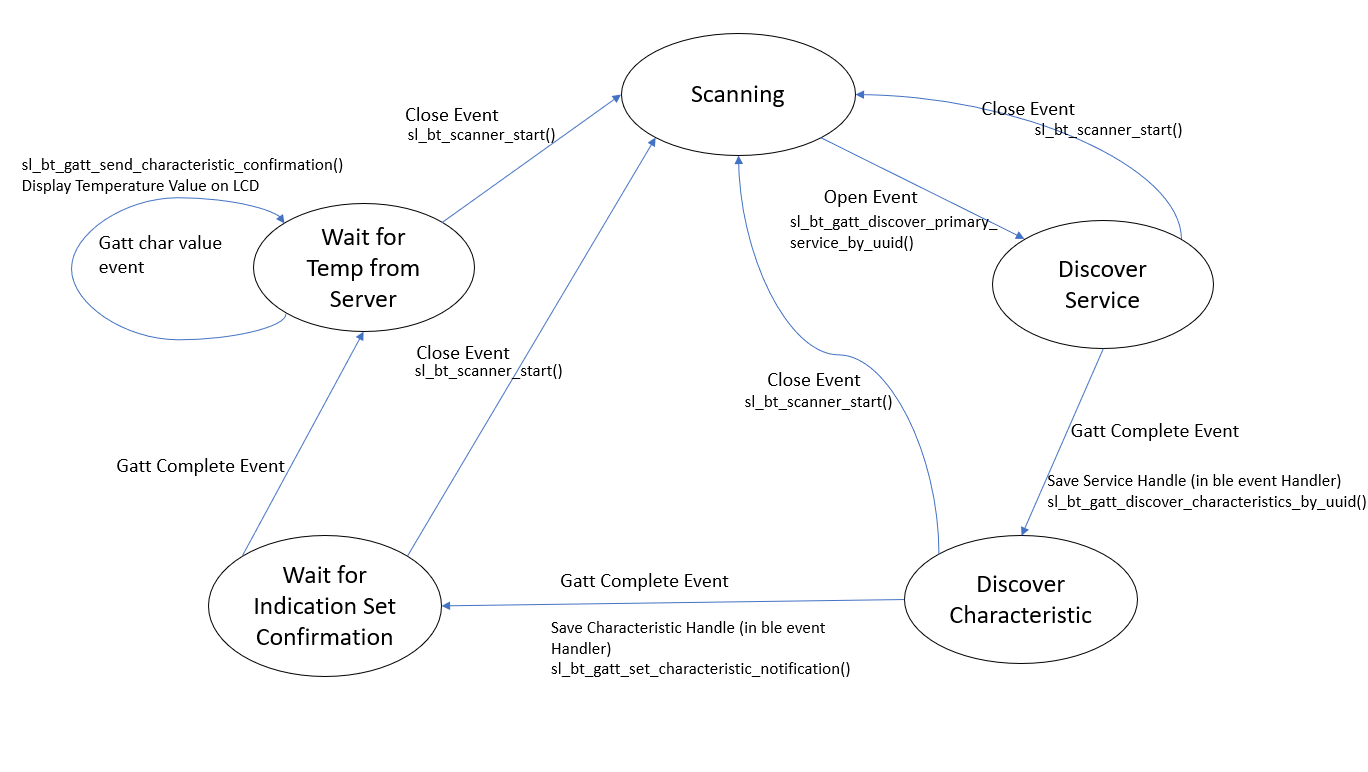 Scanning
Close Event
sl_bt_scanner_start()
Close Event
sl_bt_scanner_start()
sl_bt_gatt_send_characteristic_confirmation()
Display Temperature Value on LCD
Gatt char value
event
Wait for
Temp from
Server
Open Event
sl_bt_gatt_discover_primary_
service_by_uuid()
Discover
Service
Close Event
sl_bt_scanner_start()
Close Event
sl_bt_scanner_start()
Gatt Complete Event
Save Service Handle (in ble event Handler)
sl_bt_gatt_discover_characteristics_by_uuid()
Gatt Complete Event
Wait for
Indication Set
Confirmation
Gatt Complete Event
Save Characteristic Handle (in ble event
Handler)
sl_bt_gatt_set_characteristic_notification()
Discover
Characteristic